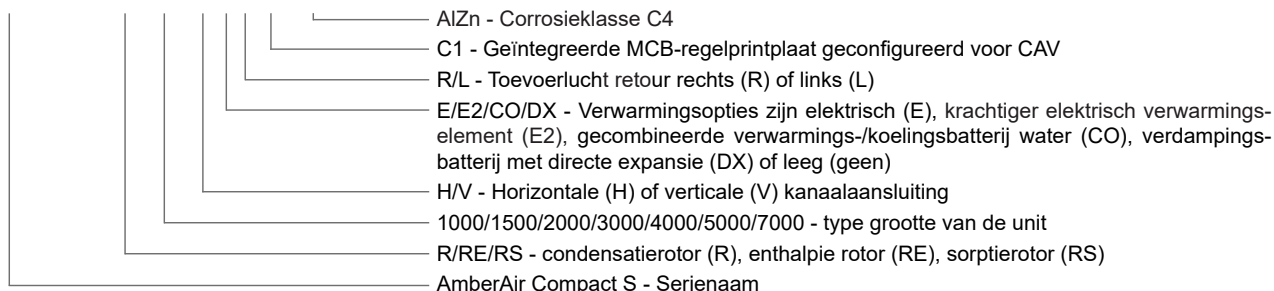 AlZn - Corrosieklasse C4
C1 - Geïntegreerde MCB-regelprintplaat geconfigureerd voor CAV
R/L - Toevoerlucht retour rechts (R) of links (L)
E/E2/CO/DX - Verwarmingsopties zijn elektrisch (E), krachtiger elektrisch verwarmings-
element (E2), gecombineerde verwarmings-/koelingsbatterij water (CO), verdampings-
batterij met directe expansie (DX) of leeg (geen)
H/V - Horizontale (H) of verticale (V) kanaalaansluiting
1000/1500/2000/3000/4000/5000/7000 - type grootte van de unit
R/RE/RS - condensatierotor (R), enthalpie rotor (RE), sorptierotor (RS)
AmberAir Compact S - Serienaam